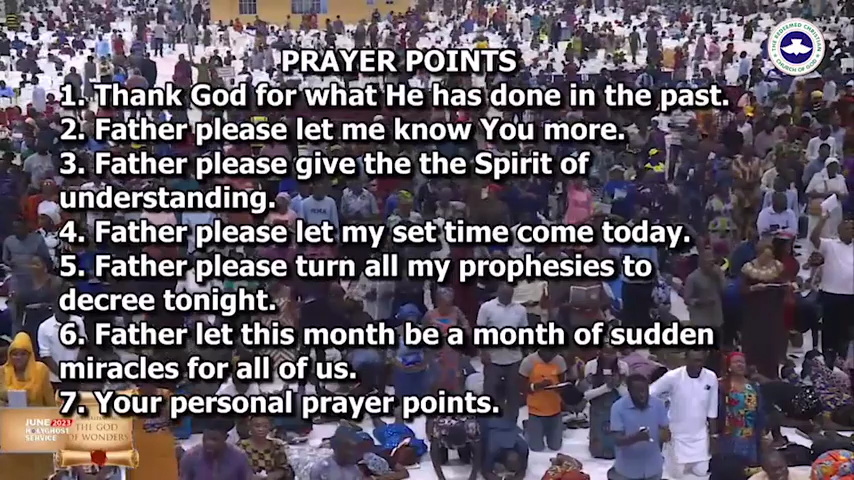 PRAYER POINTS
1. Thank God for what He has done in the past.
2. Father please let me know You more.
3. Father please give the the Spirit of
understanding.
4. Father please let my set time come today.
5. Father please turn all my prophesies to
decree tonight.
6. Father let this month be a month of sudden
miracles for all of us.
7. Your personal prayer points.
THE REDEEMED CHRISTIAN
CHURCH OF GOD
JUNE 2023
HOLYGHOST
SERVICE
THE GOD
OF WONDERS